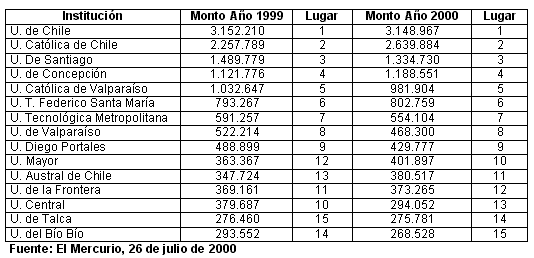 Institución Monto Año 1999 Lugar Monto Año 2000 Lugar
U. de Chile 3.152.210 1 3.148.967 1
U. Católica de Chile 2.257.789 2 2.639.884 2
U. De Santiago 1.489.779 3 1.334.730 3
U. de Concepción 1.121.776 4 1.188.551 4
U. Católica de Valparaíso 1.032.647 5 981.904 5
U. T. Federico Santa María 793.267 6 802.759 6
U. Tecnológica Metropolitana 591.257 7 554.104 7
U. de Valparaíso 522.214 8 468.300 8
U. Diego Portales 488.899 9 429.777 9
U. Mayor 363.367 12 401.897 10
U. Austral de Chile 347.724 13 380.517 11
U. de la Frontera 369.161 11 373.265 12
U. Central 379.687 10 294.052 13
U. de Talca 276.460 15 275.781 14
U. del Bío Bío 293.552 14 268.528 15
Fuente: El Mercurio, 26 de julio de 2000